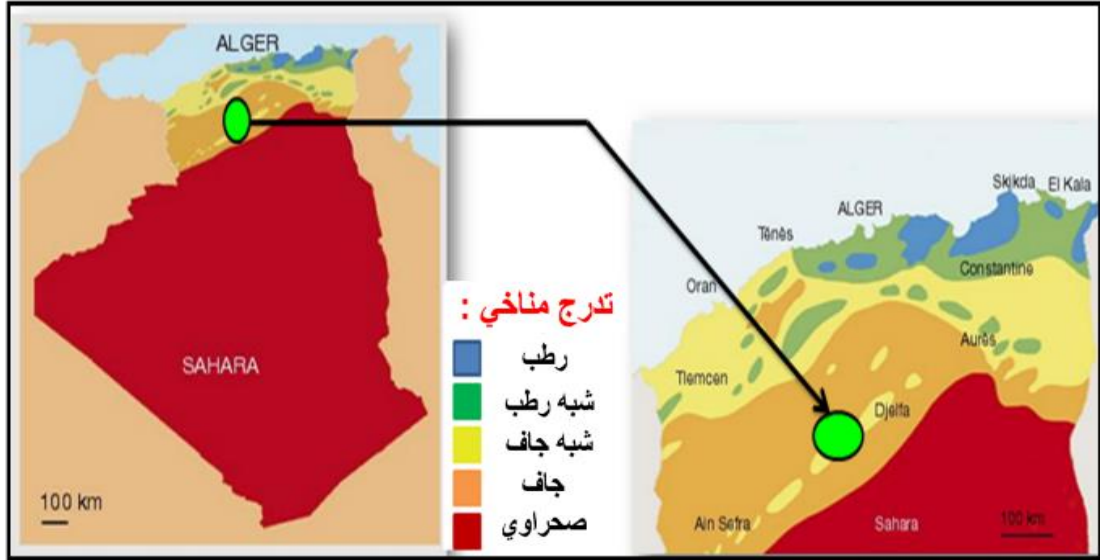 ALGER
SAHARA
100 km
تدرج مناخي :
رطب
شبه رطب
شبه جاف
جاف
صحراوي
Skikda
El Kala
ALGER
Ténès
Constantine
Oran
Aurès
Tlemcen
Djelfa
Ain Sefra
Sahara
100 km